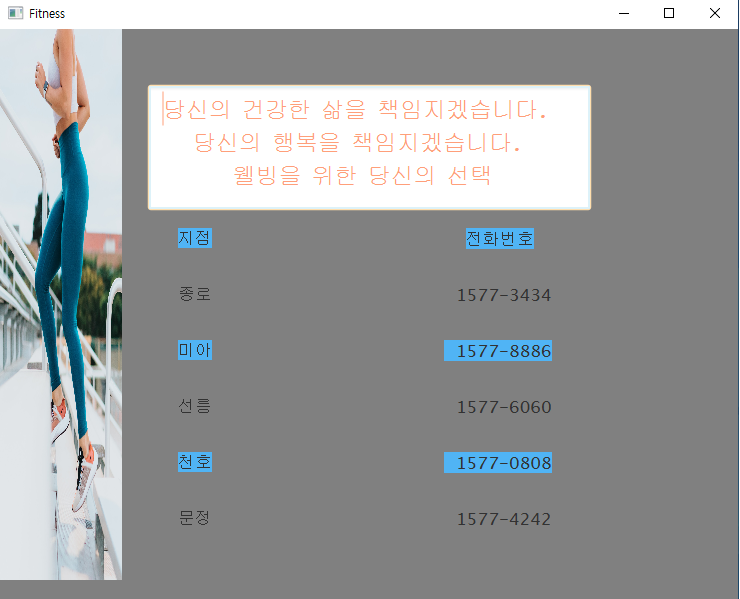 Fitness
당신의 건강한 삶을 책임지겠습니다.
당신의 행복을 책임지겠습니다.
웰빙을 위한 당신의 선택
지점 전화번호
종로 1577-3434
미아 1577-8886
선릉 1577-6060
천호 1577-0808
문정 1577-4242